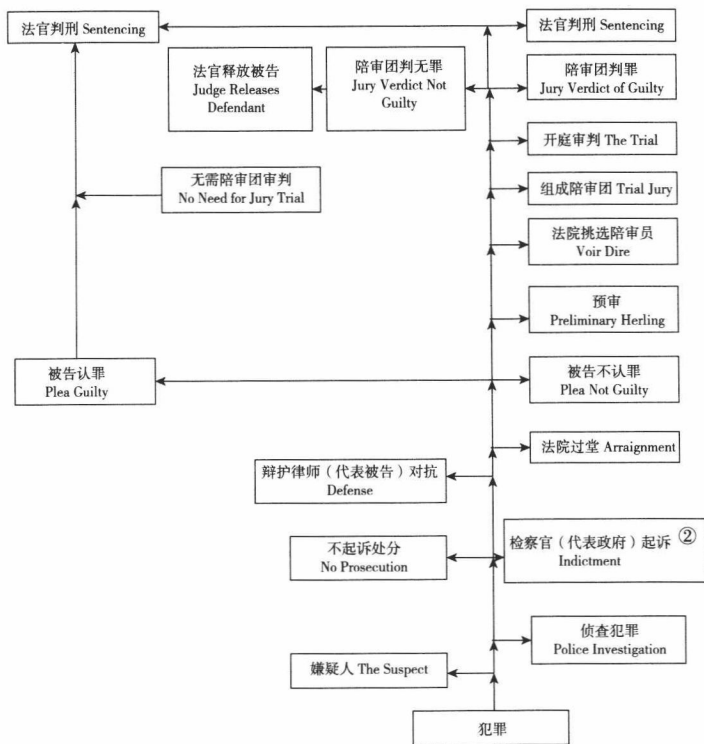 法官判刑 Sentencing
法官判刑 Sentencing
法官释放被告
Judge Releases
Defendant
陪审团判无罪
Jury Verdict Not
Guilty
陪审团判罪
Jury Verdict of Guilty
开庭审判 The Trial
无需陪审团审判
No Need for Jury Trial
组成陪审团 Trial Jury
法院挑选陪审员
Voir Dire
预审
Preliminary Herling
被告认罪
Plea Guilty
被告不认罪
Plea Not Guilty
法院过堂 Arraignment
辩护律师（代表被告）对抗
Defense
不起诉处分
No Prosecution
检察官（代表政府）起诉 ②
Indictment
侦查犯罪
Police Investigation
嫌疑人 The Suspect
犯罪